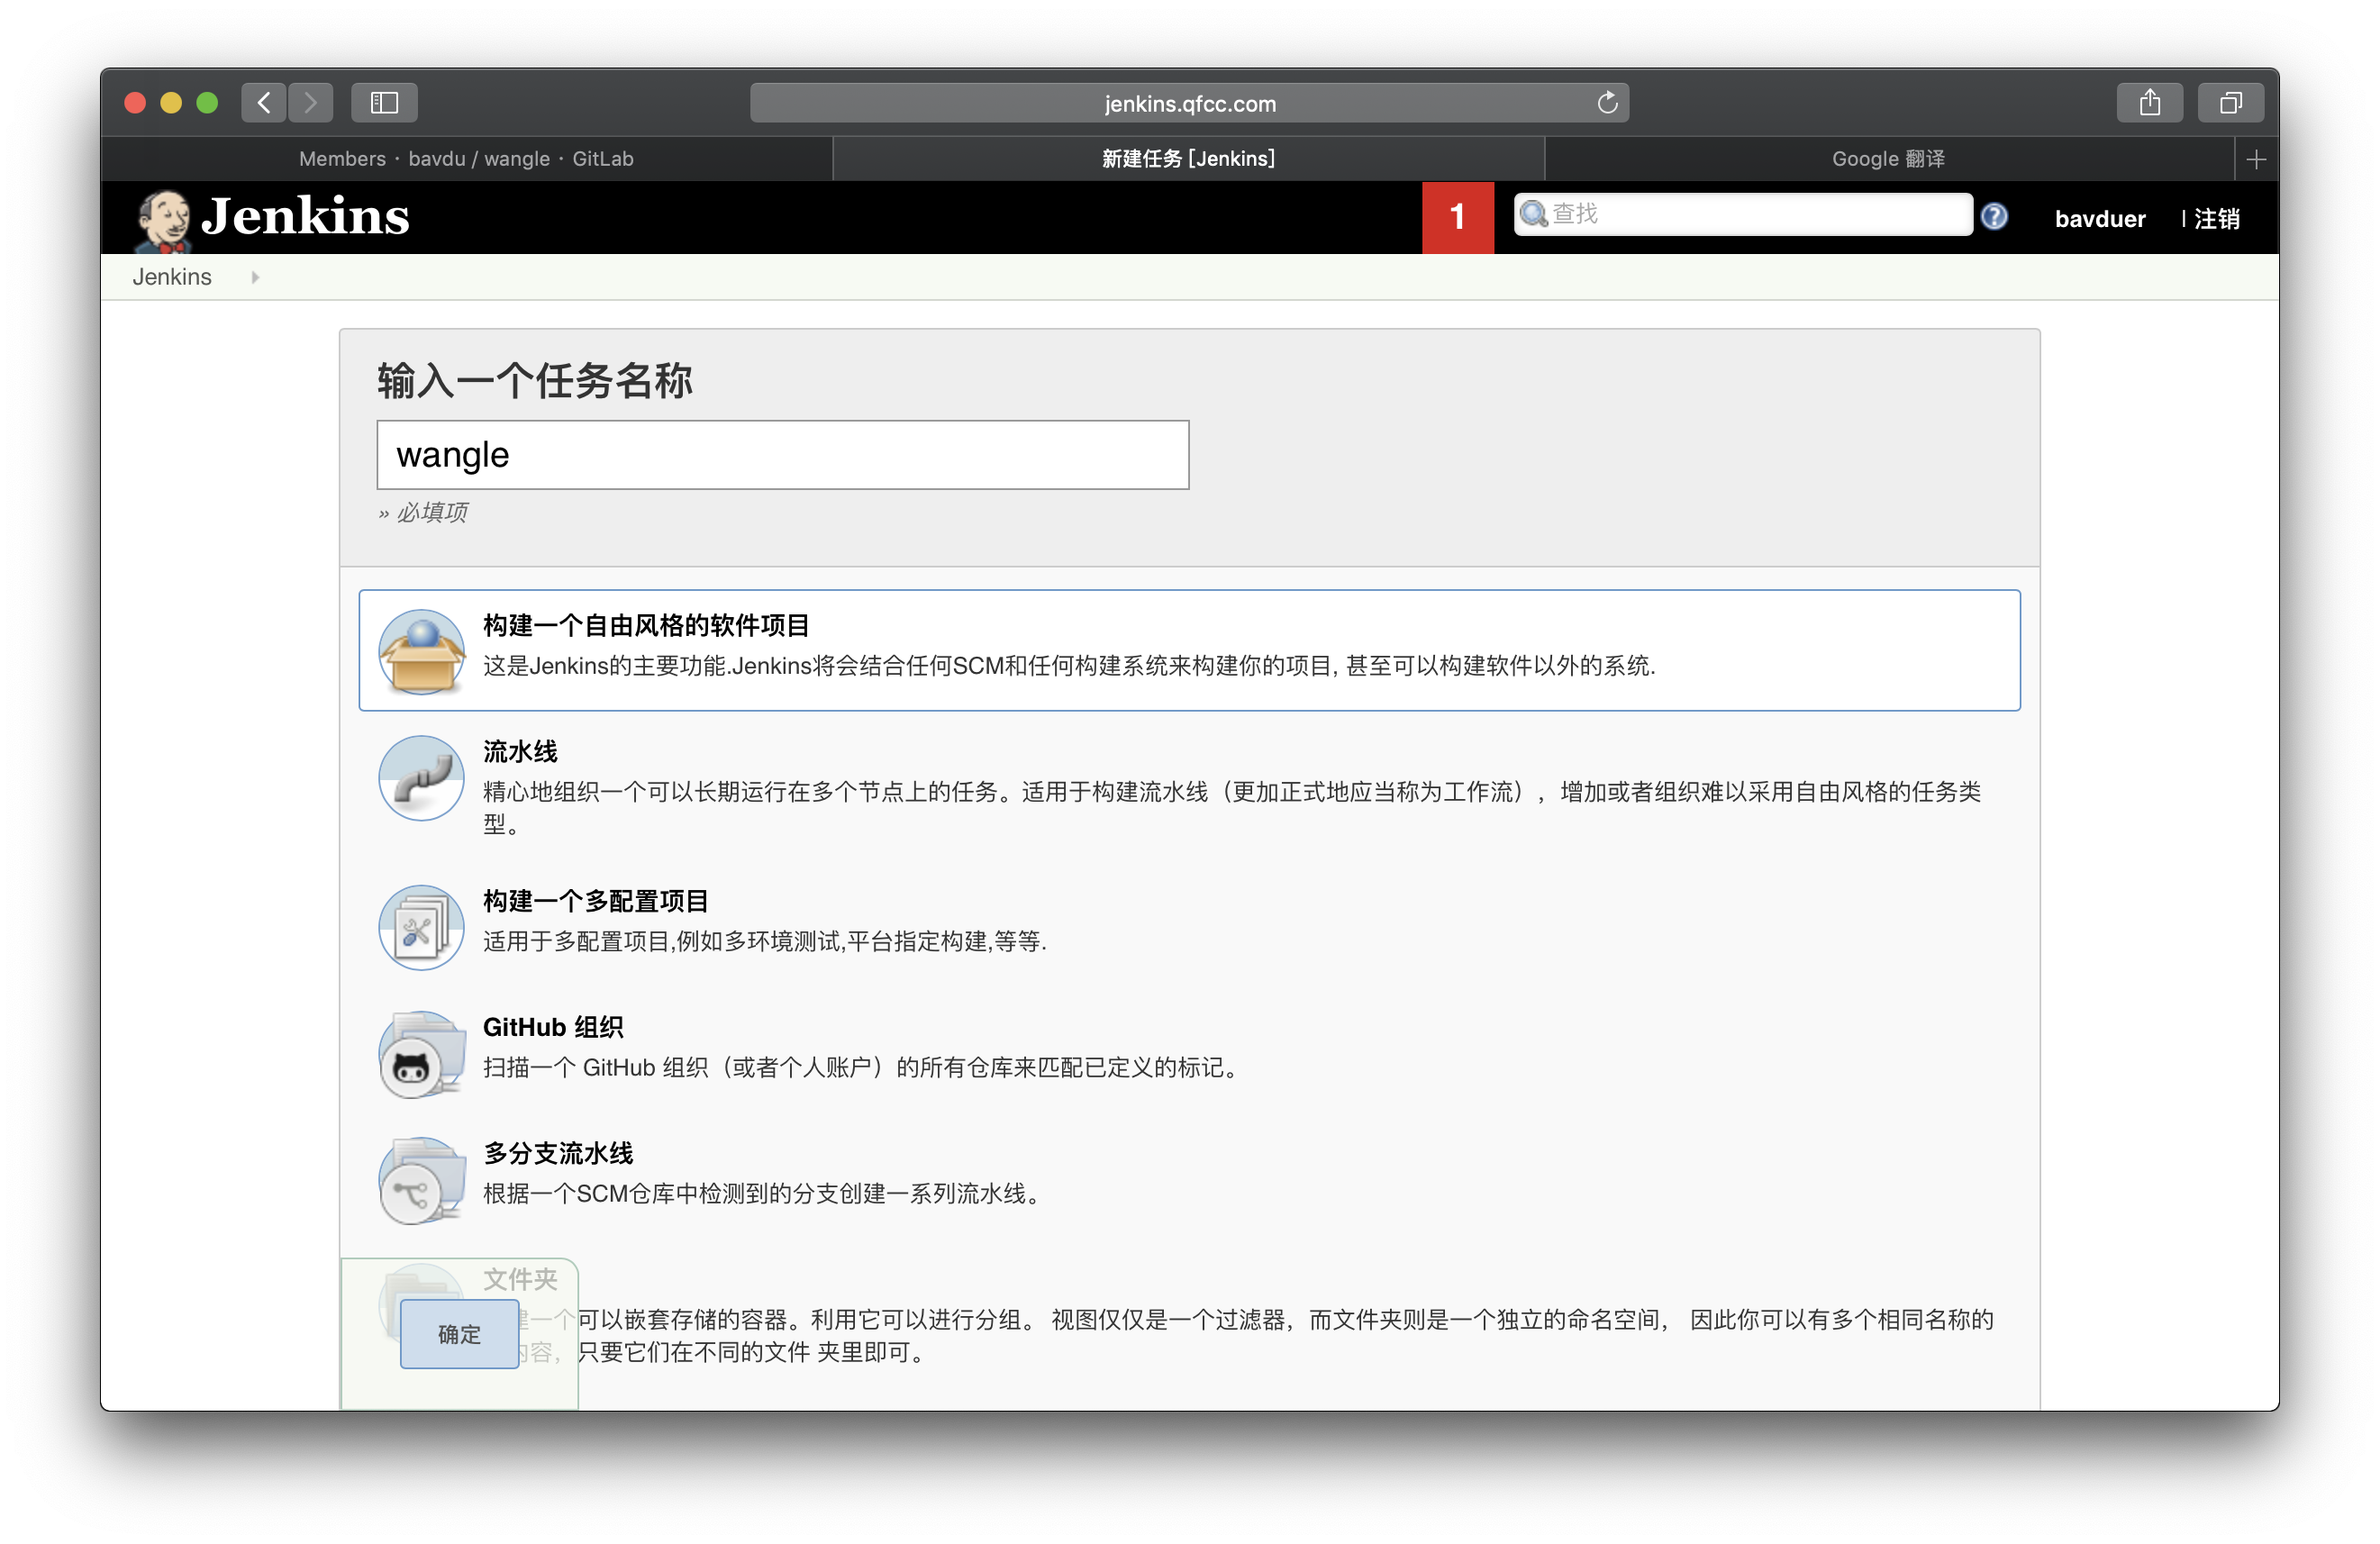 jenkins.qfcc.com
Members · bavdu / wangle · GitLab
新建任务 [Jenkins]
Google 翻译
Jenkins
1
查找
bavduer
| 注销
Jenkins
输入一个任务名称
wangle
» 必填项
构建一个自由风格的软件项目
这是Jenkins的主要功能.Jenkins将会结合任何SCM和任何构建系统来构建你的项目, 甚至可以构建软件以外的系统.
流水线
精心地组织一个可以长期运行在多个节点上的任务。适用于构建流水线（更加正式地应当称为工作流），增加或者组织难以采用自由风格的任务类
型。
构建一个多配置项目
适用于多配置项目,例如多环境测试,平台指定构建,等等.
GitHub 组织
扫描一个 GitHub 组织（或者个人账户）的所有仓库来匹配已定义的标记。
多分支流水线
根据一个SCM仓库中检测到的分支创建一系列流水线。
文件夹
建一个可以嵌套存储的容器。利用它可以进行分组。 视图仅仅是一个过滤器，而文件夹则是一个独立的命名空间， 因此你可以有多个相同名称的
内容，只要它们在不同的文件 夹里即可。
确定